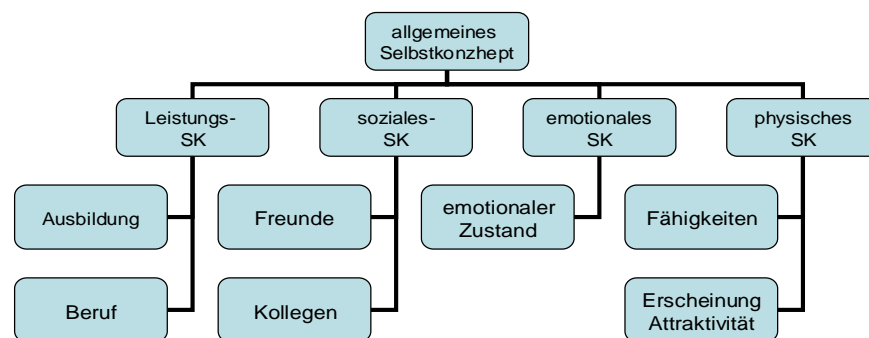 allgemeines
Selbstkonzhept
Leistungs-
SK
soziales-
SK
emotionales
SK
physisches
SK
Ausbildung
Freunde
emotionaler
Zustand
Fähigkeiten
Beruf
Kollegen
Erscheinung
Attraktivität